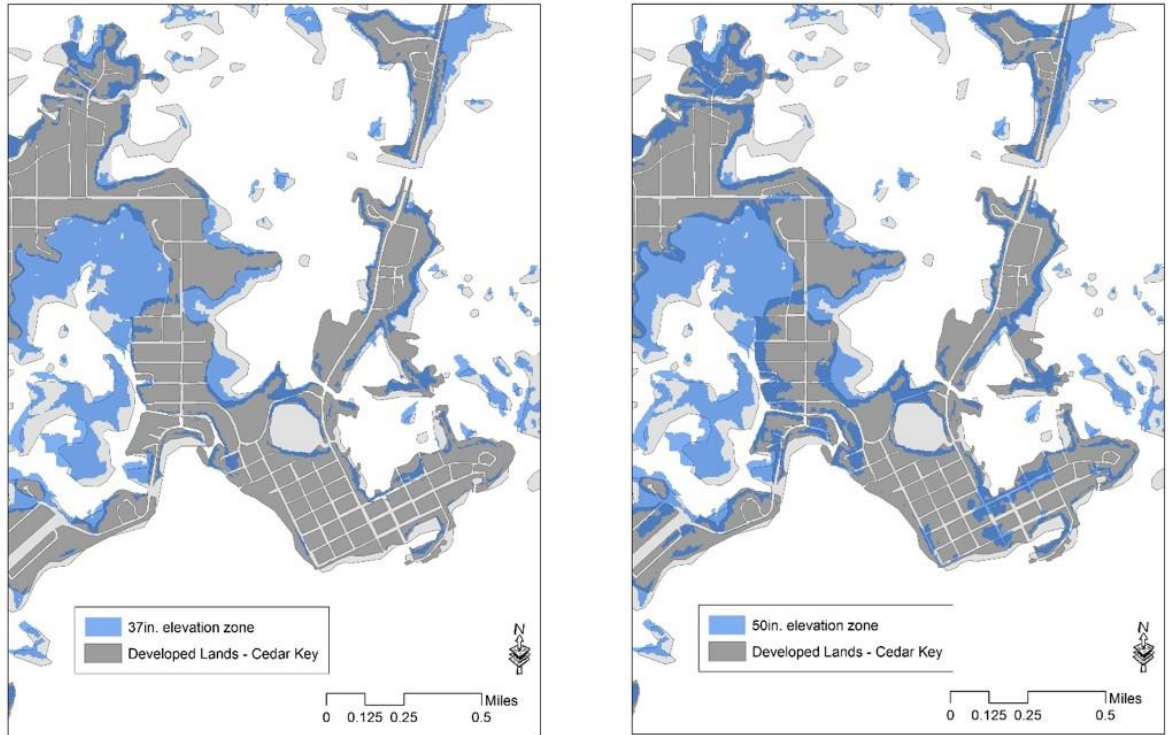 37in. elevation zone
Developed Lands - Cedar Key
N
Miles
0 0.125 0.25 0.5
50in. elevation zone
Developed Lands - Cedar Key
N
Miles
0 0.125 0.25 0.5